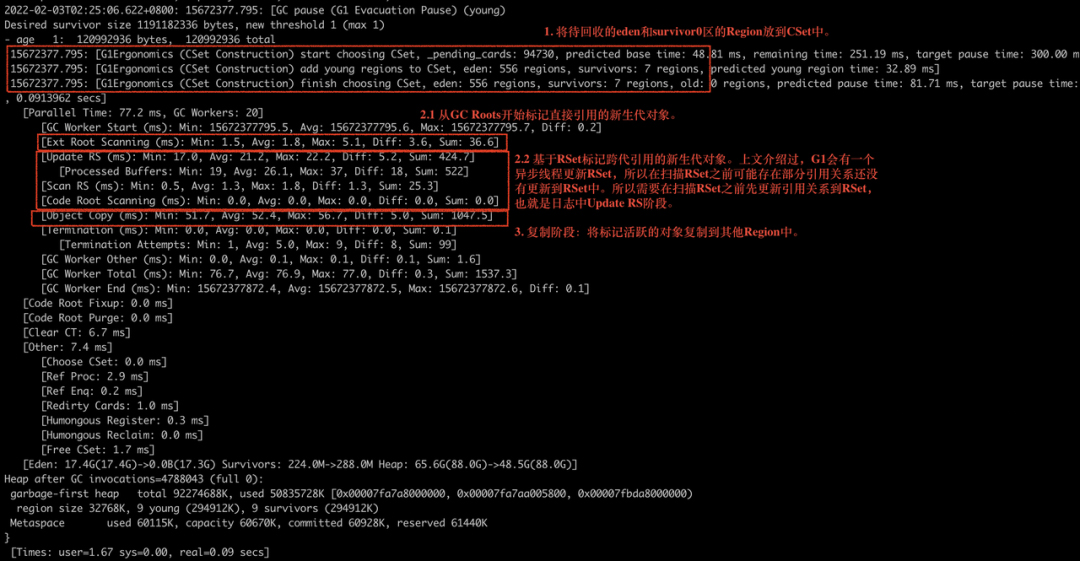 2022-02-03T02:25:06.622+0800: 15672377.795: [GC pause (G1 Evacuation Pause) (young)
Desired survivor size 1191182336 bytes, new threshold 1 (max 1)
- age   1:  120992936 bytes,  120992936 total
1. 将待回收的eden和survivor0区的Region放到CSet中。
15672377.795: [G1Ergonomics (CSet Construction) start choosing CSet, _pending_cards: 94730, predicted base time: 48.81 ms, remaining time: 251.19 ms, target pause time: 300.00 m
15672377.795: [G1Ergonomics (CSet Construction) add young regions to CSet, eden: 556 regions, survivors: 7 regions, predicted young region time: 32.89 ms]
15672377.795: [G1Ergonomics (CSet Construction) finish choosing CSet, eden: 556 regions, survivors: 7 regions, old: 0 regions, predicted pause time: 81.71 ms, target pause time:
, 0.0913962 secs]
[Parallel Time: 77.2 ms, GC Workers: 20]
2.1 从GC Roots开始标记直接引用的新生代对象。
[GC Worker Start (ms): Min: 15672377795.5, Avg: 15672377795.6, Max: 15672377795.7, Diff: 0.2]
[Ext Root Scanning (ms): Min: 1.5, Avg: 1.8, Max: 5.1, Diff: 3.6, Sum: 36.6]
[Update RS (ms): Min: 17.0, Avg: 21.2, Max: 22.2, Diff: 5.2, Sum: 424.7]
[Processed Buffers: Min: 19, Avg: 26.1, Max: 37, Diff: 18, Sum: 522]
[Scan RS (ms): Min: 0.5, Avg: 1.3, Max: 1.8, Diff: 1.3, Sum: 25.3]
[Code Root Scanning (ms): Min: 0.0, Avg: 0.0, Max: 0.0, Diff: 0.0, Sum: 0.0]
2.2 基于RSet标记跨代引用的新生代对象。上文介绍过，G1会有一个
异步线程更新RSet，所以在扫描RSet之前可能存在部分引用关系还没
有更新到RSet中。所以需要在扫描RSet之前先更新引用关系到RSet，
也就是日志中Update RS阶段。
[Object Copy (ms): Min: 51.7, Avg: 52.4, Max: 56.7, Diff: 5.0, Sum: 1047.5]
[Termination (ms): Min: 0.0, Avg: 0.0, Max: 0.0, Diff: 0.0, Sum: 0.1]
3. 复制阶段：将标记活跃的对象复制到其他Region中。
[Termination Attempts: Min: 1, Avg: 5.0, Max: 9, Diff: 8, Sum: 99]
[GC Worker Other (ms): Min: 0.0, Avg: 0.1, Max: 0.1, Diff: 0.1, Sum: 1.6]
[GC Worker Total (ms): Min: 76.7, Avg: 76.9, Max: 77.0, Diff: 0.3, Sum: 1537.3]
[GC Worker End (ms): Min: 15672377872.4, Avg: 15672377872.5, Max: 15672377872.6, Diff: 0.1]
[Code Root Fixup: 0.0 ms]
[Code Root Purge: 0.0 ms]
[Clear CT: 6.7 ms]
[Other: 7.4 ms]
[Choose CSet: 0.0 ms]
[Ref Proc: 2.9 ms]
[Ref Enq: 0.2 ms]
[Redirty Cards: 1.0 ms]
[Humongous Register: 0.3 ms]
[Humongous Reclaim: 0.0 ms]
[Free CSet: 1.7 ms]
[Eden: 17.4G(17.4G)->0.0B(17.3G) Survivors: 224.0M->288.0M Heap: 65.6G(88.0G)->48.5G(88.0G)]
Heap after GC invocations=4788043 (full 0):
garbage-first heap   total 92274688K, used 50835728K [0x00007fa7a8000000, 0x00007fa7aa005800, 0x00007fbda8000000)
region size 32768K, 9 young (294912K), 9 survivors (294912K)
Metaspace       used 60115K, capacity 60670K, committed 60928K, reserved 61440K
}
[Times: user=1.67 sys=0.00, real=0.09 secs]